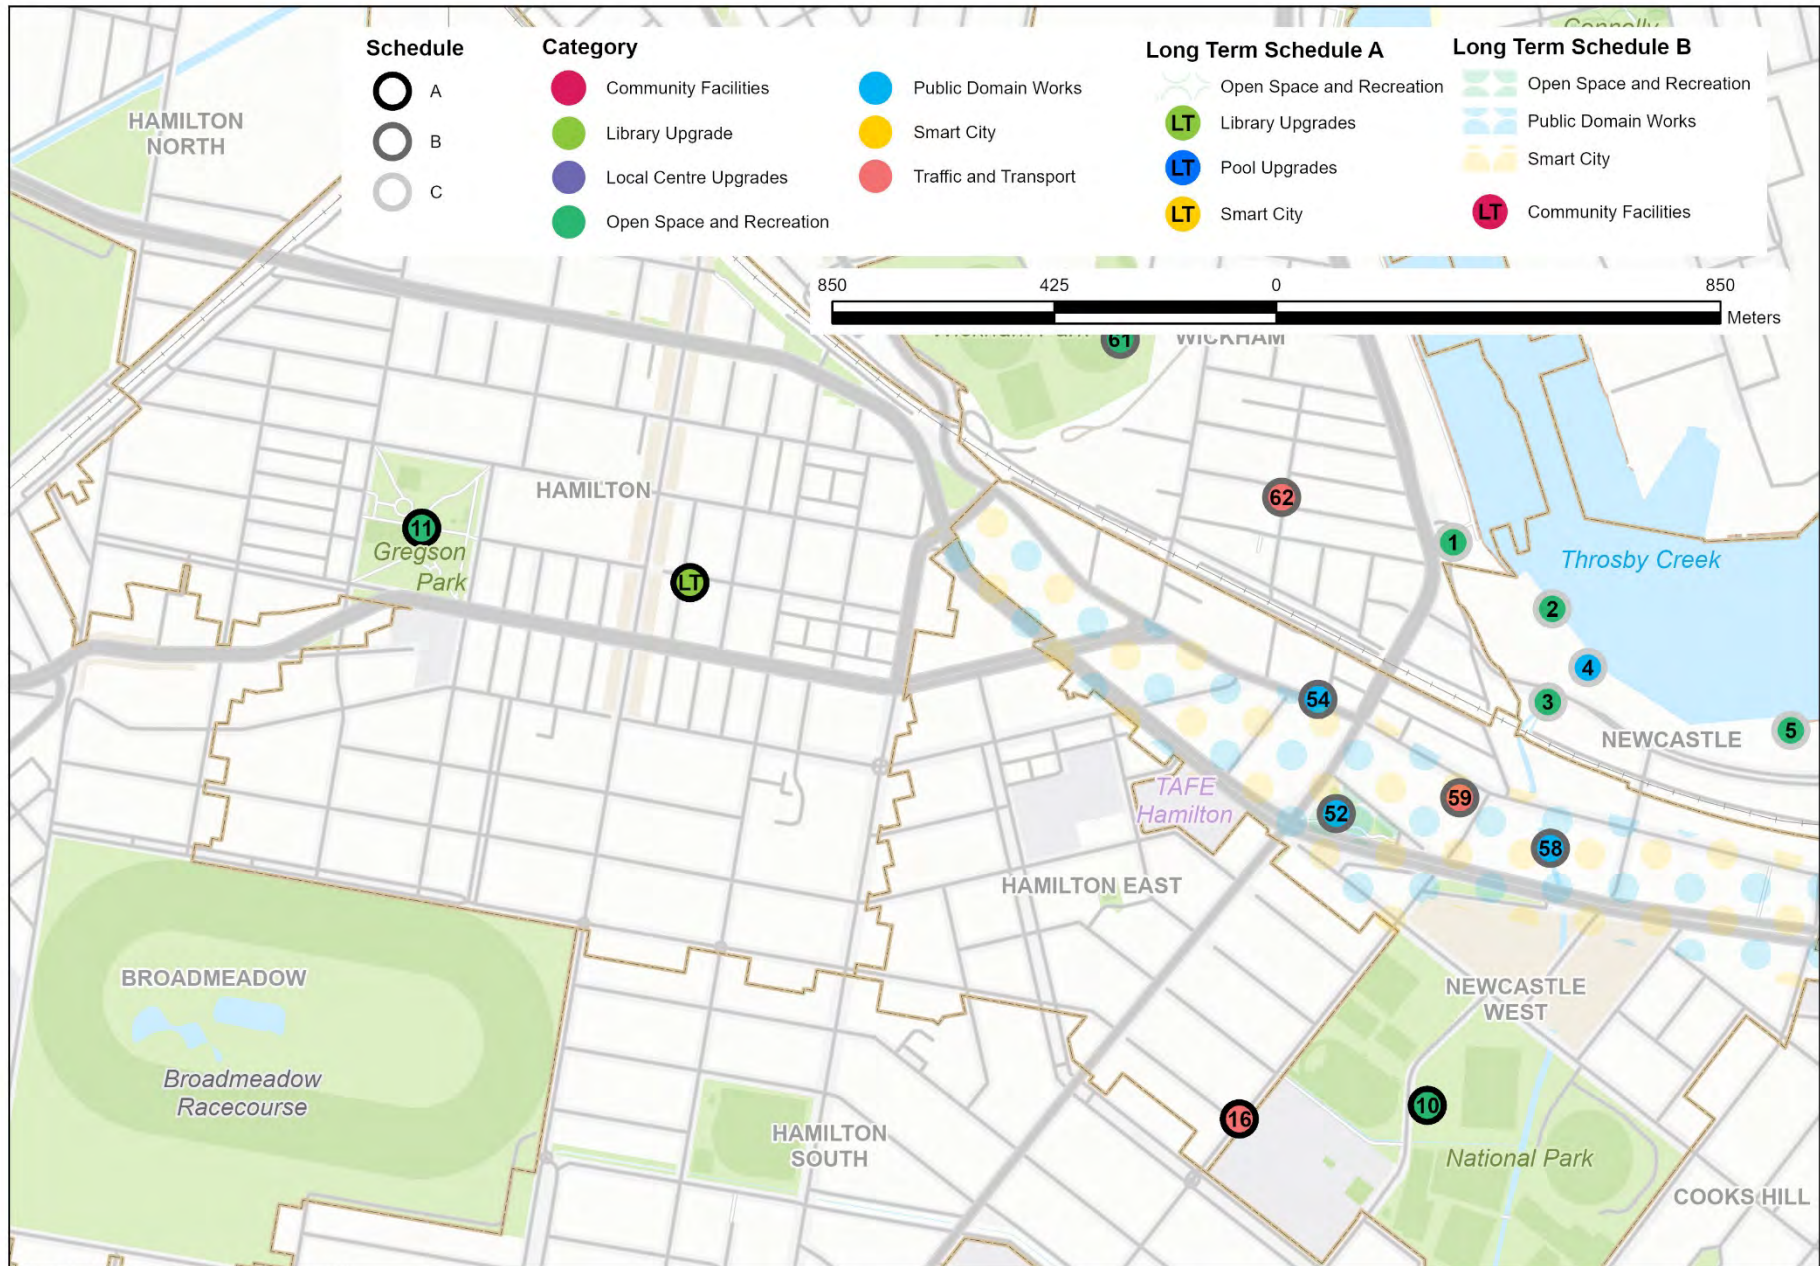 Connolly
Schedule
A
B
C
Category
Community Facilities
Library Upgrade
Local Centre Upgrades
Open Space and Recreation
Public Domain Works
Smart City
Traffic and Transport
Long Term Schedule A
Open Space and Recreation
LT Library Upgrades
LT Pool Upgrades
LT Smart City
Long Term Schedule B
Open Space and Recreation
Public Domain Works
Smart City
LT Community Facilities
850 425 0 850
Meters
HAMILTON
NORTH
Wickham Park
61
WICKHAM
HAMILTON
62
11
Gregson
Park
LT
1
Throsby Creek
2
4
3
54
5
NEWCASTLE
TAFE
Hamilton
59
52
58
HAMILTON EAST
BROADMEADOW
NEWCASTLE
WEST
Broadmeadow
Racecourse
10
16
HAMILTON
SOUTH
National Park
COOKS HILL